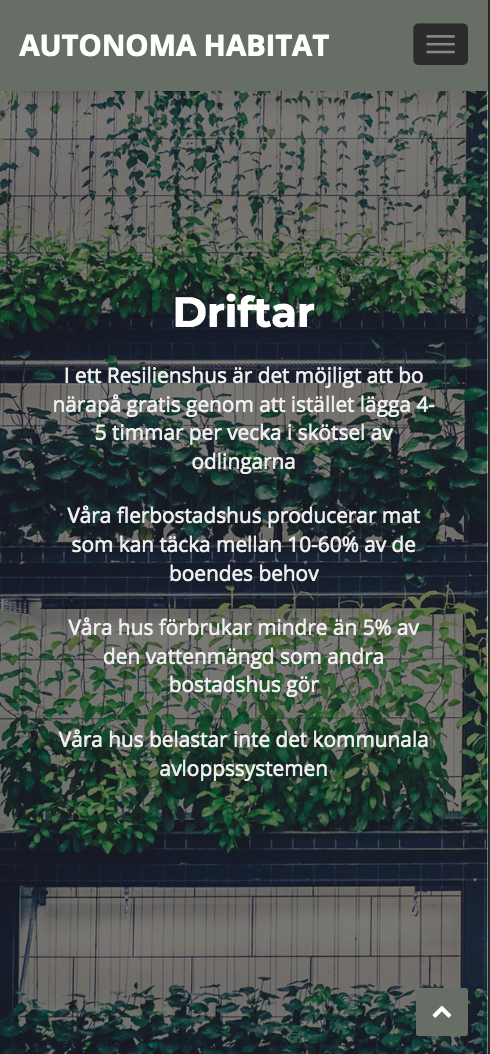 AUTONOMA HABITAT
Driftar
I ett Resilienshus är det möjligt att bo
närapå gratis genom att istället lägga 4-
5 timmar per vecka i skötsel av
odlingarna
Våra flerbostadshus producerar mat
som kan täcka mellan 10-60% av de
boendes behov
Våra hus förbrukar mindre än 5% av
den vattenmängd som andra
bostadshus gör
Våra hus belastar inte det kommunala
avloppssystemen